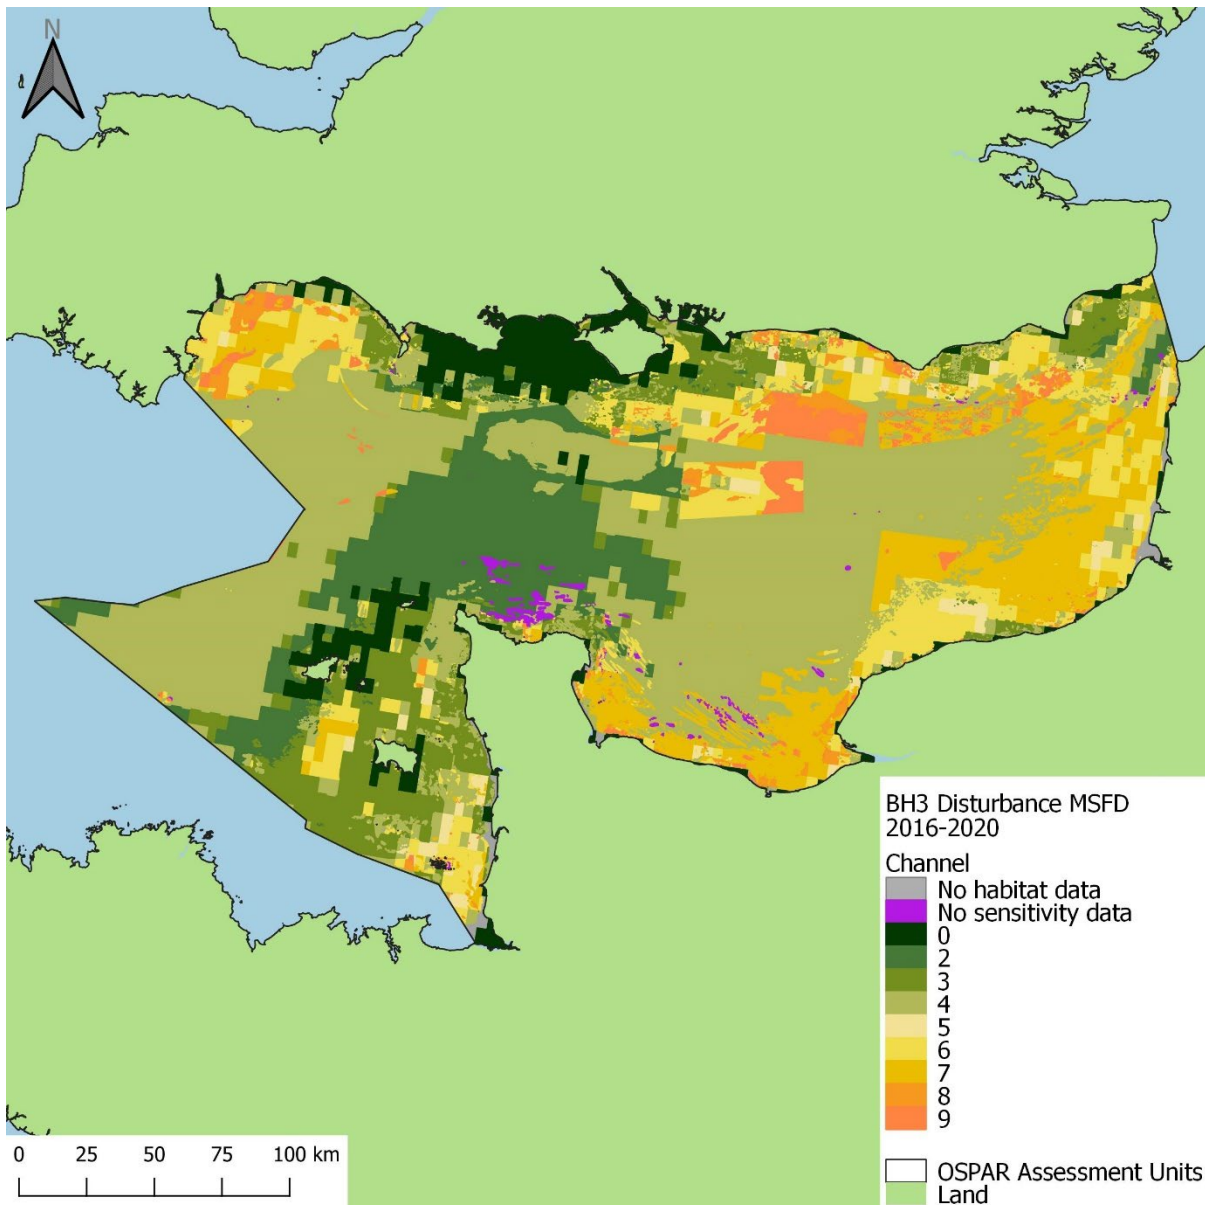 N
BH3 Disturbance MSFD
2016-2020
Channel
No habitat data
No sensitivity data
0
2
3
4
5
6
7
8
9
OSPAR Assessment Units
Land
0 25 50 75 100 km